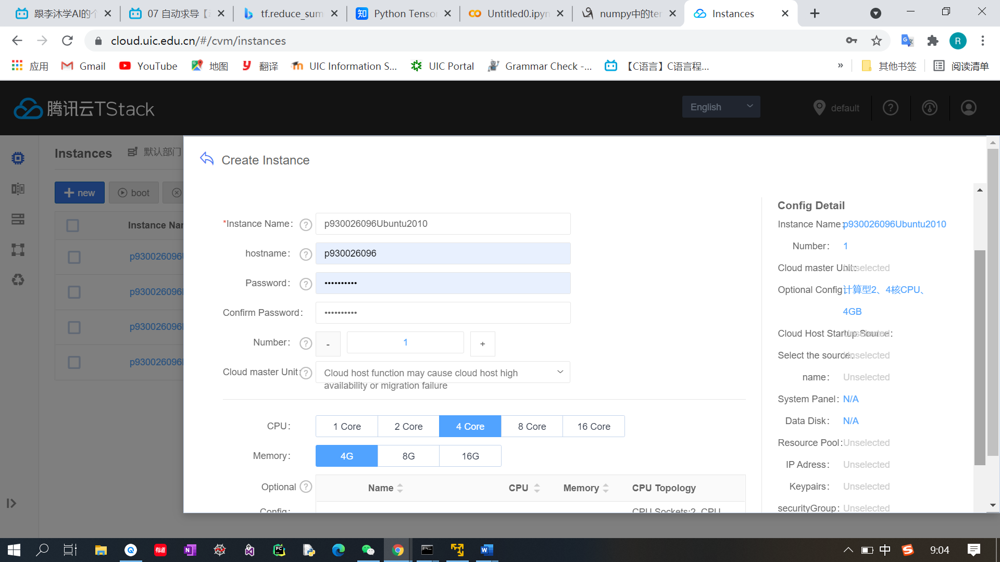 跟李沐学AI的个
07 自动求导【
tf.reduce_sum
Python Tensor
Untitled0.ipyn
numpy中的ten
Instances
cloud.uic.edu.cn/#/cvm/instances
应用
Gmail
YouTube
地图
翻译
UIC Information S...
UIC Portal
Grammar Check -...
【C语言】C语言程...
»
其他书签
阅读清单
腾讯云TStack
English
default
Instances
默认部门
Create Instance
new
boot
Instance Nar
p930026096U
p930026096
p930026096
p930026096
*Instance Name:
p930026096Ubuntu2010
hostname:
p930026096
Password:
••••••••••
Confirm Password:
••••••••••
Number:
-
1
+
Cloud master Unit:
Cloud host function may cause cloud host high
availability or migration failure
CPU:
1 Core
2 Core
4 Core
8 Core
16 Core
Memory:
4G
8G
16G
Optional
Config:
Name
CPU
Memory
CPU Topology
CPU Sockets:2, CPU
Config Detail
Instance Name: p930026096Ubuntu2010
Number: 1
Cloud master Unit: Unselected
Optional Config 计算型2、4核CPU、
4GB
Cloud Host Startup Source: Unselected
Select the source: Unselected
name: Unselected
System Panel: N/A
Data Disk: N/A
Resource Pool: Unselected
IP Adress: Unselected
Keypairs: Unselected
securityGroup: Unselected
中
9:04